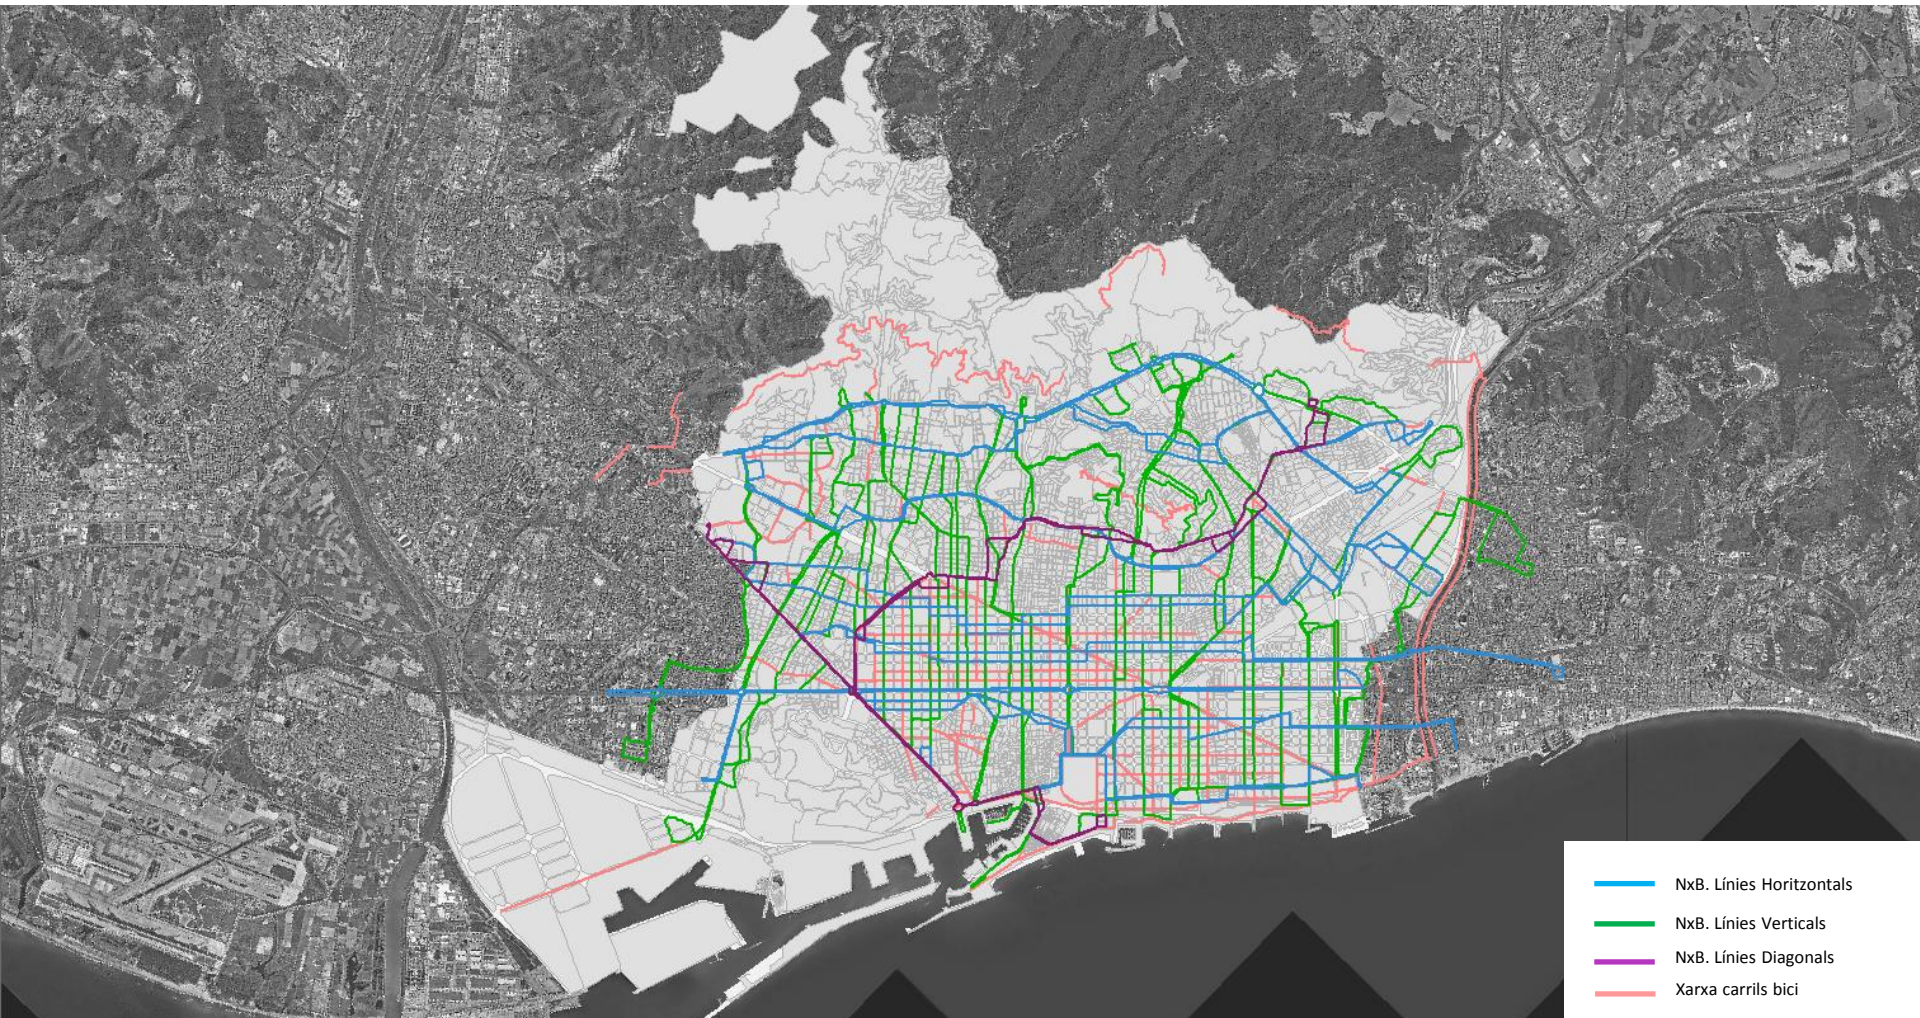 NxB. Línies Horitzontals
NxB. Línies Verticals
NxB. Línies Diagonals
Xarxa carrils bici